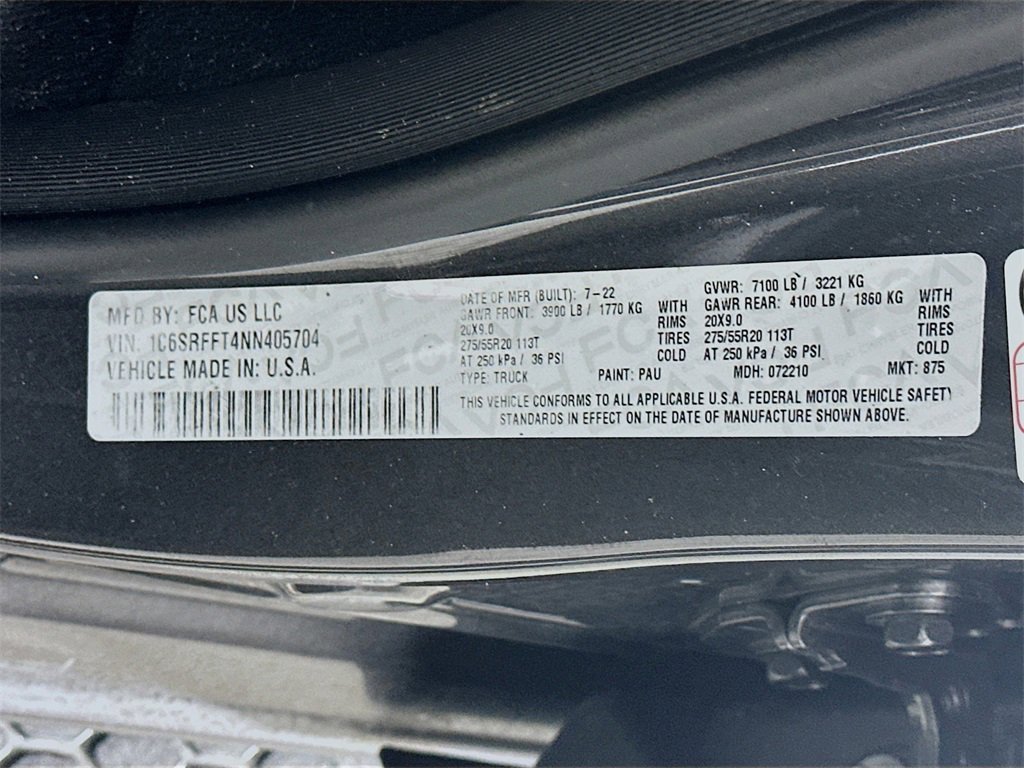 MFD BY: FCA US LLC
VIN: 1C6SRFFT4NN405704
VEHICLE MADE IN: U.S.A.
DATE OF MFR (BUILT): 7-22
GAWR FRONT: 3900 LB / 1770 KG WITH
20X9.0 RIMS
275/55R20 113T TIRES
AT 250 kPa / 36 PSI COLD
TYPE: TRUCK PAINT: PAU
GVWR: 7100 LB / 3221 KG
GAWR REAR: 4100 LB / 1860 KG WITH
20X9.0 RIMS
275/55R20 113T TIRES
AT 250 kPa / 36 PSI COLD
MDH: 072210 MKT: 875
THIS VEHICLE CONFORMS TO ALL APPLICABLE U.S.A. FEDERAL MOTOR VEHICLE SAFETY
STANDARDS IN EFFECT ON THE DATE OF MANUFACTURE SHOWN ABOVE.